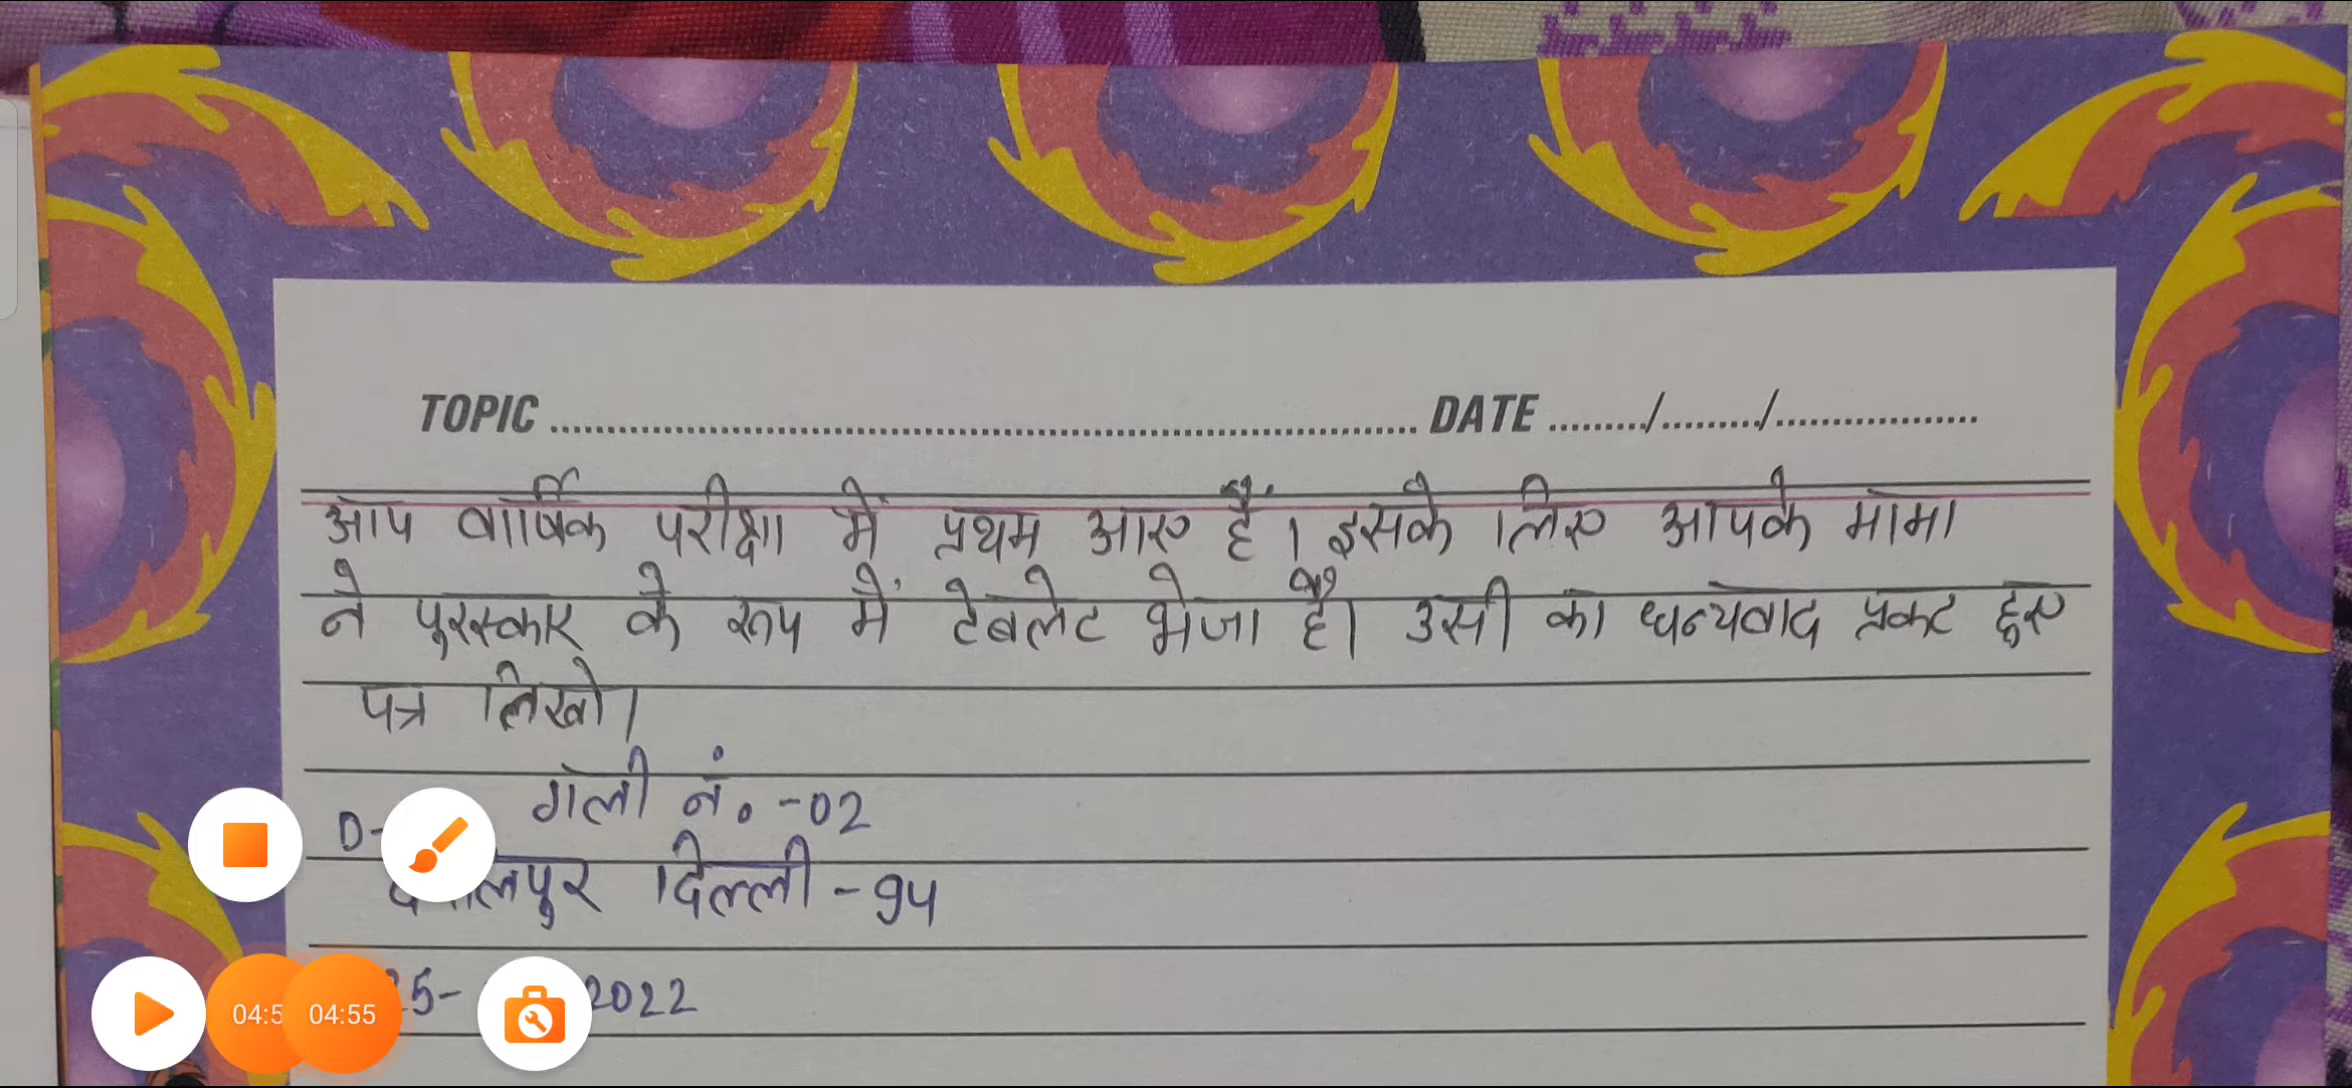 TOPIC DATE / /
आप वार्षिक परीक्षा में प्रथम आए हैं। इसके लिए आपके मामा
ने पुरस्कार के रूप में टेबलेट भेजा है। उसी का धन्यवाद प्रकट हुए
पत्र लिखो।
D- गली नं. -02
दिल्ली -94
2022
04:55